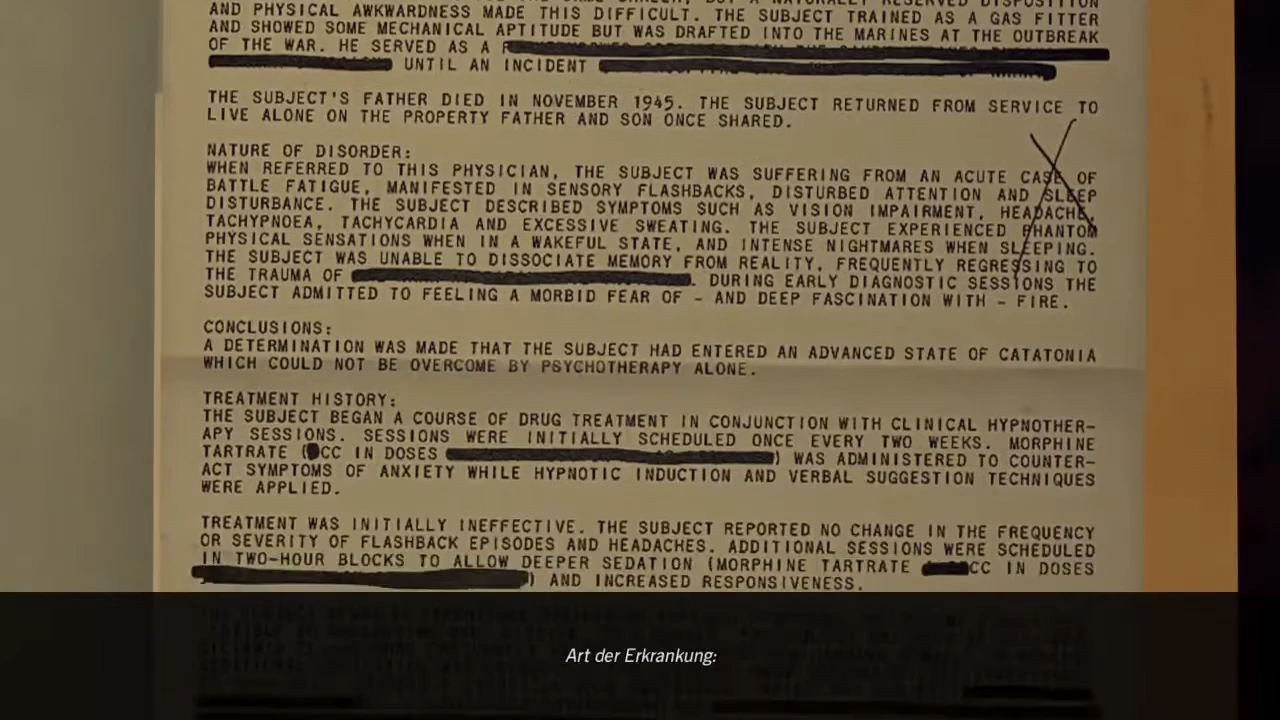 AND PHYSICAL AWKWARDNESS MADE THIS DIFFICULT. THE SUBJECT TRAINED AS A GAS FITTER
AND SHOWED SOME MECHANICAL APTITUDE BUT WAS DRAFTED INTO THE MARINES AT THE OUTBREAK
OF THE WAR. HE SERVED AS A
UNTIL AN INCIDENT
THE SUBJECT'S FATHER DIED IN NOVEMBER 1945. THE SUBJECT RETURNED FROM SERVICE TO
LIVE ALONE ON THE PROPERTY FATHER AND SON ONCE SHARED.
NATURE OF DISORDER:
WHEN REFERRED TO THIS PHYSICIAN, THE SUBJECT WAS SUFFERING FROM AN ACUTE CASE OF
BATTLE FATIGUE, MANIFESTED IN SENSORY FLASHBACKS, DISTURBED ATTENTION AND SLEEP
DISTURBANCE. THE SUBJECT DESCRIBED SYMPTOMS SUCH AS VISION IMPAIRMENT, HEADACHE,
TACHYPNOEA, TACHYCARDIA AND EXCESSIVE SWEATING. THE SUBJECT EXPERIENCED PHANTOM
PHYSICAL SENSATIONS WHEN IN A WAKEFUL STATE, AND INTENSE NIGHTMARES WHEN SLEEPING.
THE SUBJECT WAS UNABLE TO DISSOCIATE MEMORY FROM REALITY, FREQUENTLY REGRESSING TO
THE TRAUMA OF . DURING EARLY DIAGNOSTIC SESSIONS THE
SUBJECT ADMITTED TO FEELING A MORBID FEAR OF - AND DEEP FASCINATION WITH - FIRE.
CONCLUSIONS:
A DETERMINATION WAS MADE THAT THE SUBJECT HAD ENTERED AN ADVANCED STATE OF CATATONIA
WHICH COULD NOT BE OVERCOME BY PSYCHOTHERAPY ALONE.
TREATMENT HISTORY:
THE SUBJECT BEGAN A COURSE OF DRUG TREATMENT IN CONJUNCTION WITH CLINICAL HYPNOTHER-
APY SESSIONS. SESSIONS WERE INITIALLY SCHEDULED ONCE EVERY TWO WEEKS. MORPHINE
TARTRATE ( CC IN DOSES ) WAS ADMINISTERED TO COUNTER-
ACT SYMPTOMS OF ANXIETY WHILE HYPNOTIC INDUCTION AND VERBAL SUGGESTION TECHNIQUES
WERE APPLIED.
TREATMENT WAS INITIALLY INEFFECTIVE. THE SUBJECT REPORTED NO CHANGE IN THE FREQUENCY
OR SEVERITY OF FLASHBACK EPISODES AND HEADACHES. ADDITIONAL SESSIONS WERE SCHEDULED
IN TWO-HOUR BLOCKS TO ALLOW DEEPER SEDATION (MORPHINE TARTRATE CC IN DOSES
) AND INCREASED RESPONSIVENESS.
Art der Erkrankung: